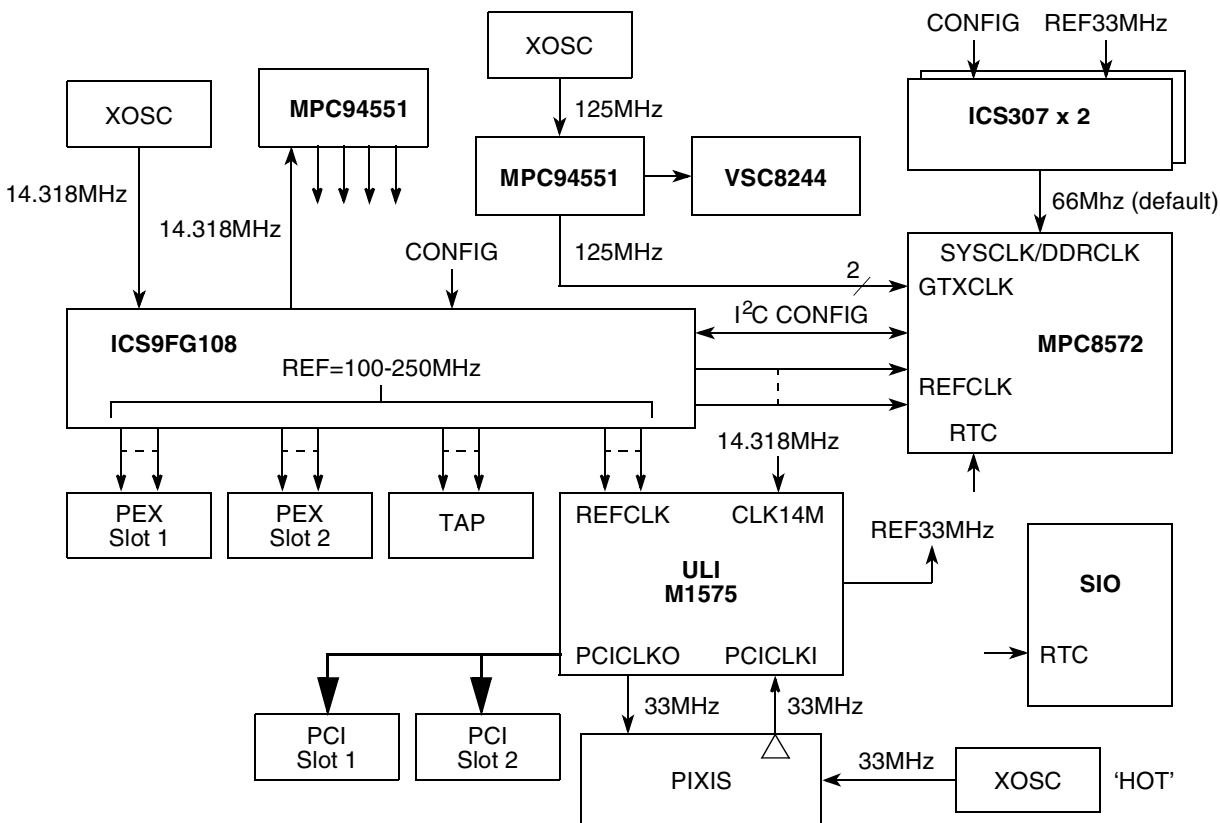 CONFIG
REF33MHz
XOSC
XOSC
MPC94551
ICS307 x 2
125MHz
MPC94551
VSC8244
14.318MHz
14.318MHz
66Mhz (default)
CONFIG
125MHz
2
SYSCLK/DDRCLK
GTXCLK
I²C CONFIG
MPC8572
ICS9FG108
REF=100-250MHz
REFCLK
RTC
14.318MHz
PEX
Slot 1
PEX
Slot 2
TAP
REFCLK
CLK14M
REF33MHz
ULI
M1575
SIO
RTC
PCICLKO
PCICLKI
33MHz
33MHz
PCI
Slot 1
PCI
Slot 2
PIXIS
33MHz
XOSC
‘HOT’